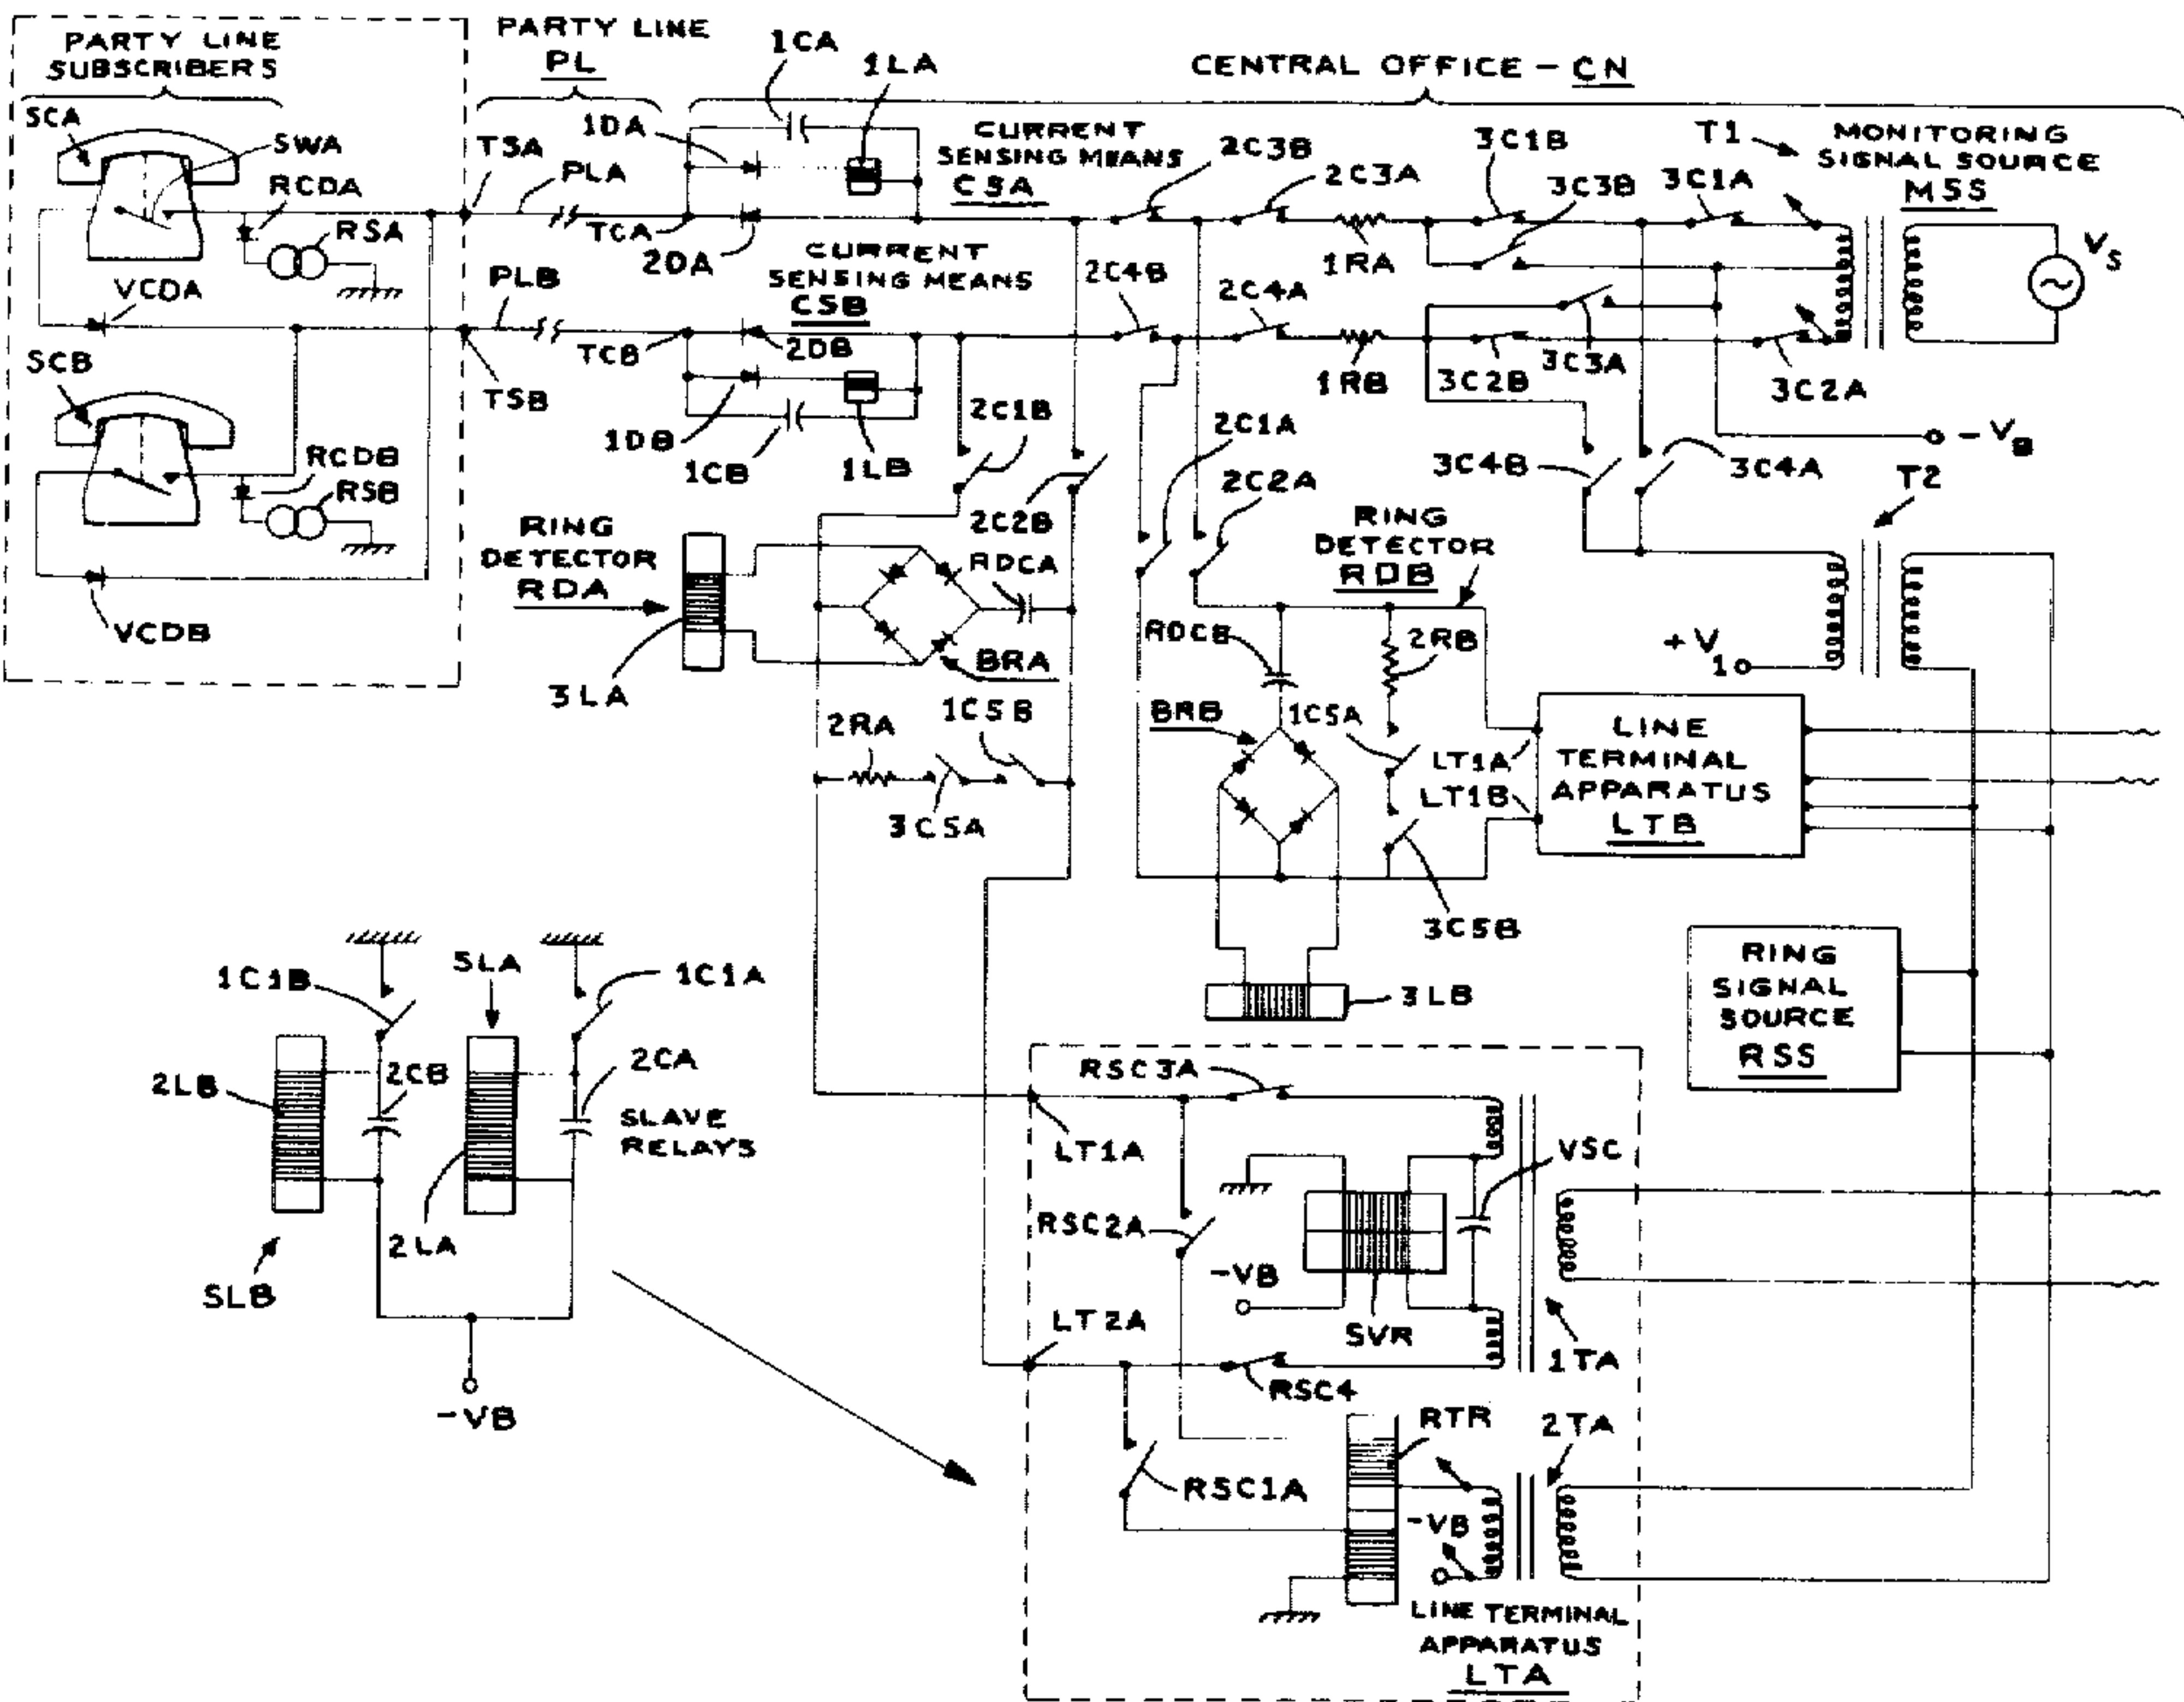 PARTY LINE
SUBSCRIBERS
PARTY LINE
PL
1CA
1LA
CENTRAL OFFICE - CN
SCA
SWA
RCDA
RSA
VCDA
TSA
PLA
1DA
TCA
2DA
CURRENT
SENSING MEANS
CSA
2C3B
2C3A
3C1B
3C3B
3C1A
T1
MONITORING
SIGNAL SOURCE
MSS
VS
1RA
PLB
CURRENT
SENSING MEANS
CSB
2C4B
2C4A
SCB
TSB
TCB
2DB
1RB
3C2B
3C3A
3C2A
1DB
1CB
1LB
2C1B
2C1A
2C2A
2C2B
3C4B
3C4A
- VB
T2
RCDB
RSB
VCDB
RING
DETECTOR
RDA
3LA
RDCA
BRA
RING
DETECTOR
RDB
RDCB
2RB
+V1
BRB
1C5A
1C5B
2RA
3C5A
LT1A
LT1B
LINE
TERMINAL
APPARATUS
LTB
3C5B
3LB
1C1B
SLA
1C1A
2LB
2CB
2CA
SLAVE
RELAYS
2LA
SLB
-VB
RING
SIGNAL
SOURCE
RSS
RSC3A
LT1A
VSC
RSC2A
-VB
SVR
LT2A
RSC4
1TA
RTR
2TA
RSC1A
-VB
LINE TERMINAL
APPARATUS
LTA